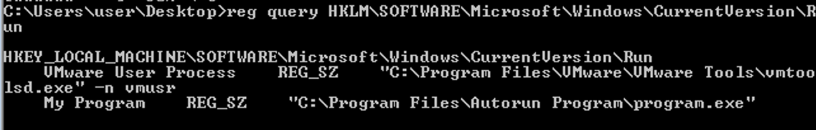 C:\Users\user\Desktop>reg query HKLM\SOFTWARE\Microsoft\Windows\CurrentVersion\R
un
HKEY_LOCAL_MACHINE\SOFTWARE\Microsoft\Windows\CurrentVersion\Run
    VMware User Process    REG_SZ    "C:\Program Files\VMware\VMware Tools\vmtoo
lsd.exe" -n vmusr
    My Program    REG_SZ    "C:\Program Files\Autorun Program\program.exe"